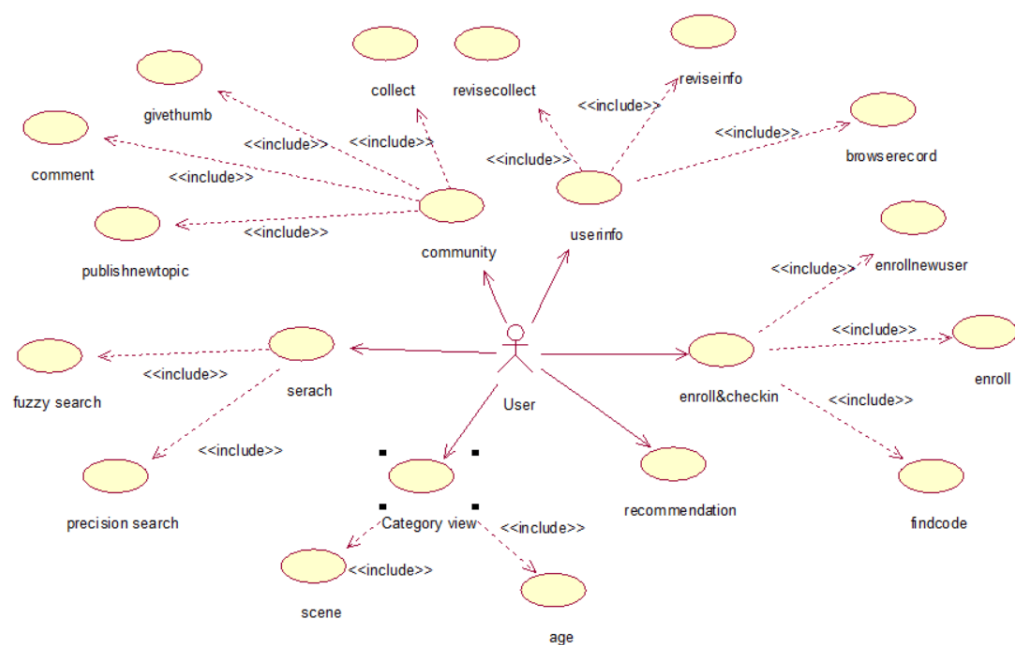 reviseinfo
collect
revisecollect
givethumb
<<include>>
<<include>>
<<include>>
<<include>>
browserecord
<<include>>
<<include>>
comment
<<include>>
<<include>>
userinfo
community
publishnewtopic
enrollnewuser
<<include>>
<<include>>
enroll
fuzzy search
<<include>>
serach
User
enroll&checkin
<<include>>
<<include>>
precision search
Category view
recommendation
findcode
<<include>>
<<include>>
scene
age